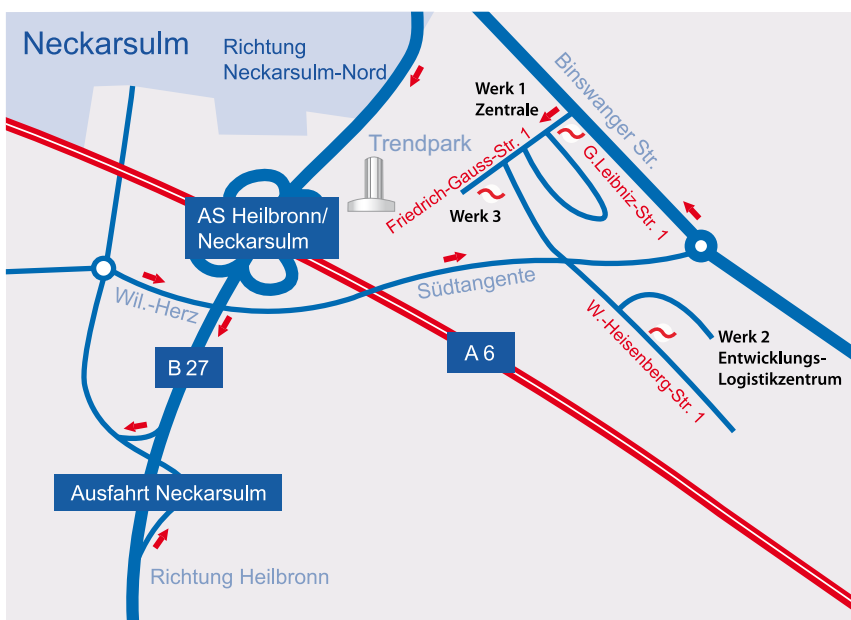 Neckarsulm
Richtung
Neckarsulm-Nord
Binswanger Str.
Werk 1
Zentrale
Trendpark
Friedrich-Gauss-Str. 1
G.Leibniz-Str. 1
Werk 3
AS Heilbronn/
Neckarsulm
Südtangente
Wil.-Herz
W.-Heisenberg-Str. 1
Werk 2
Entwicklungs-
Logistikzentrum
A 6
B 27
Ausfahrt Neckarsulm
Richtung Heilbronn